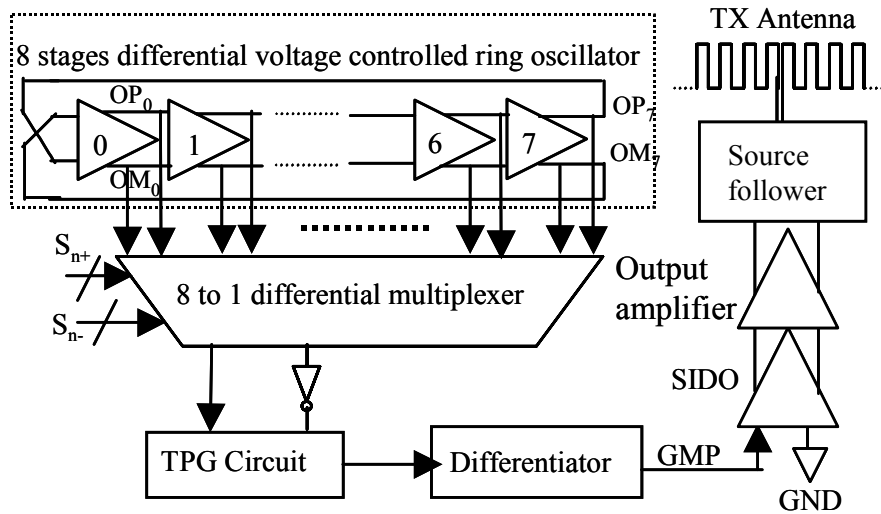 TX Antenna
8 stages differential voltage controlled ring oscillator
OP0
OP7
0
1
6
7
OM0
OM7
Source
follower
Sn+
Sn-
8 to 1 differential multiplexer
Output
amplifier
SIDO
TPG Circuit
Differentiator
GMP
GND